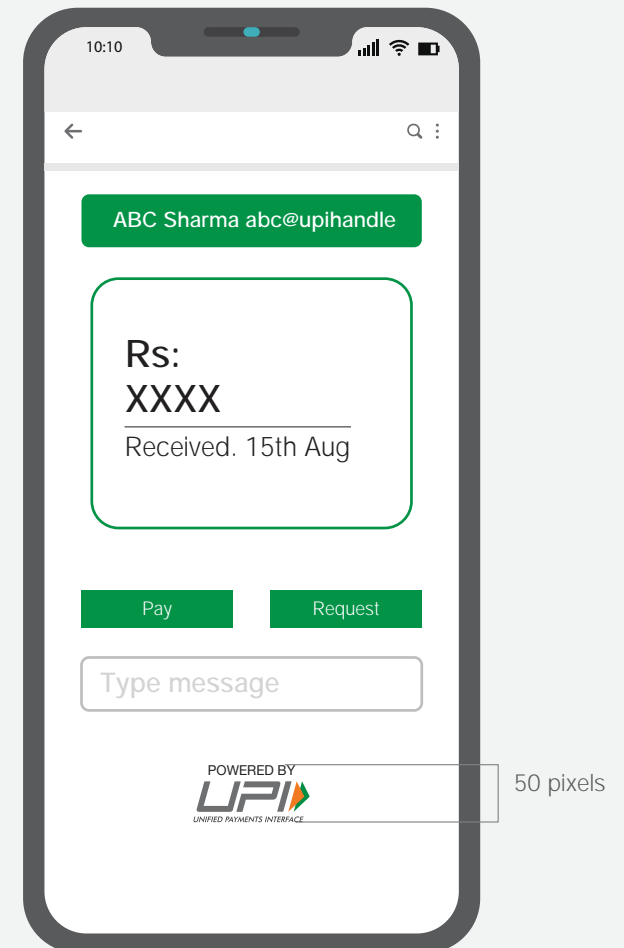 10:10
ABC Sharma abc@upihandle
Rs:
XXXX
Received. 15th Aug
Pay
Request
Type message
POWERED BY
UPI
UNIFIED PAYMENTS INTERFACE
50 pixels